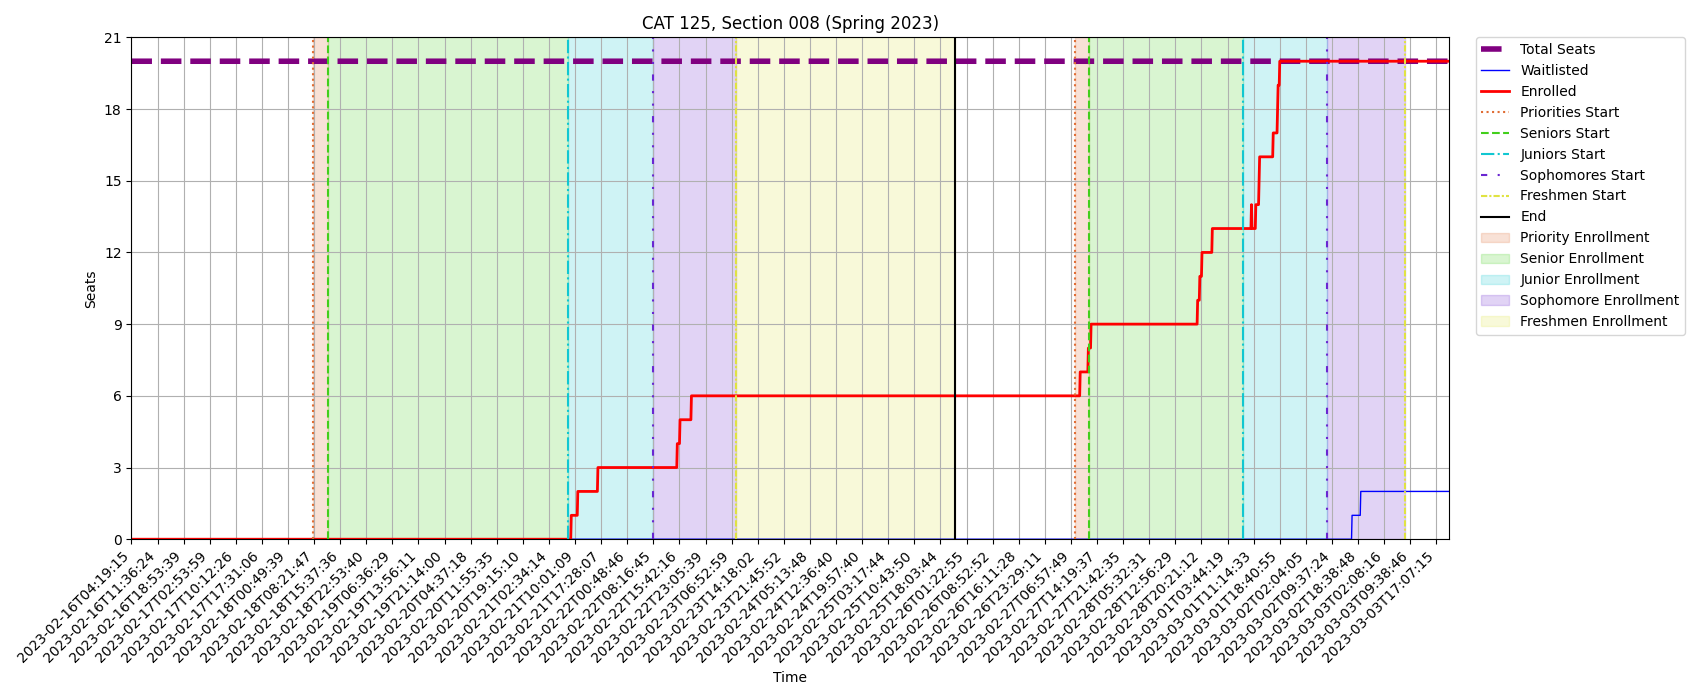 CAT 125, Section 008 (Spring 2023)
21
18
15
12
9
6
3
0
Seats
2023-02-16T04:19:15
2023-02-16T11:36:24
2023-02-16T18:53:39
2023-02-17T02:53:59
2023-02-17T10:12:26
2023-02-17T17:31:06
2023-02-18T00:49:39
2023-02-18T08:21:47
2023-02-18T15:37:36
2023-02-18T22:53:40
2023-02-19T06:36:29
2023-02-19T13:56:11
2023-02-19T21:14:00
2023-02-20T04:37:18
2023-02-20T11:55:35
2023-02-20T19:15:10
2023-02-21T02:34:14
2023-02-21T10:01:09
2023-02-21T17:28:07
2023-02-22T00:48:46
2023-02-22T08:16:45
2023-02-22T15:42:16
2023-02-22T23:05:39
2023-02-23T06:52:59
2023-02-23T14:18:02
2023-02-23T21:45:52
2023-02-24T05:13:48
2023-02-24T12:36:40
2023-02-24T19:57:40
2023-02-25T03:17:44
2023-02-25T10:43:50
2023-02-25T18:03:44
2023-02-26T01:22:55
2023-02-26T08:52:52
2023-02-26T16:11:28
2023-02-26T23:29:11
2023-02-27T06:57:49
2023-02-27T14:19:37
2023-02-27T21:42:35
2023-02-28T05:32:31
2023-02-28T12:56:29
2023-02-28T20:21:12
2023-03-01T03:44:19
2023-03-01T11:14:33
2023-03-01T18:40:55
2023-03-02T02:04:05
2023-03-02T09:37:24
2023-03-02T18:38:48
2023-03-03T02:08:16
2023-03-03T09:38:46
2023-03-03T17:07:15
Time
Total Seats
Waitlisted
Enrolled
Priorities Start
Seniors Start
Juniors Start
Sophomores Start
Freshmen Start
End
Priority Enrollment
Senior Enrollment
Junior Enrollment
Sophomore Enrollment
Freshmen Enrollment